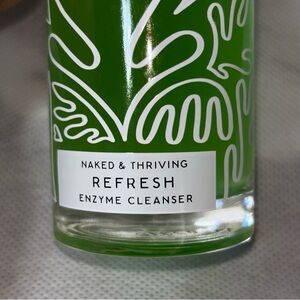 NAKED & THRIVING
REFRESH
ENZYME CLEANSER